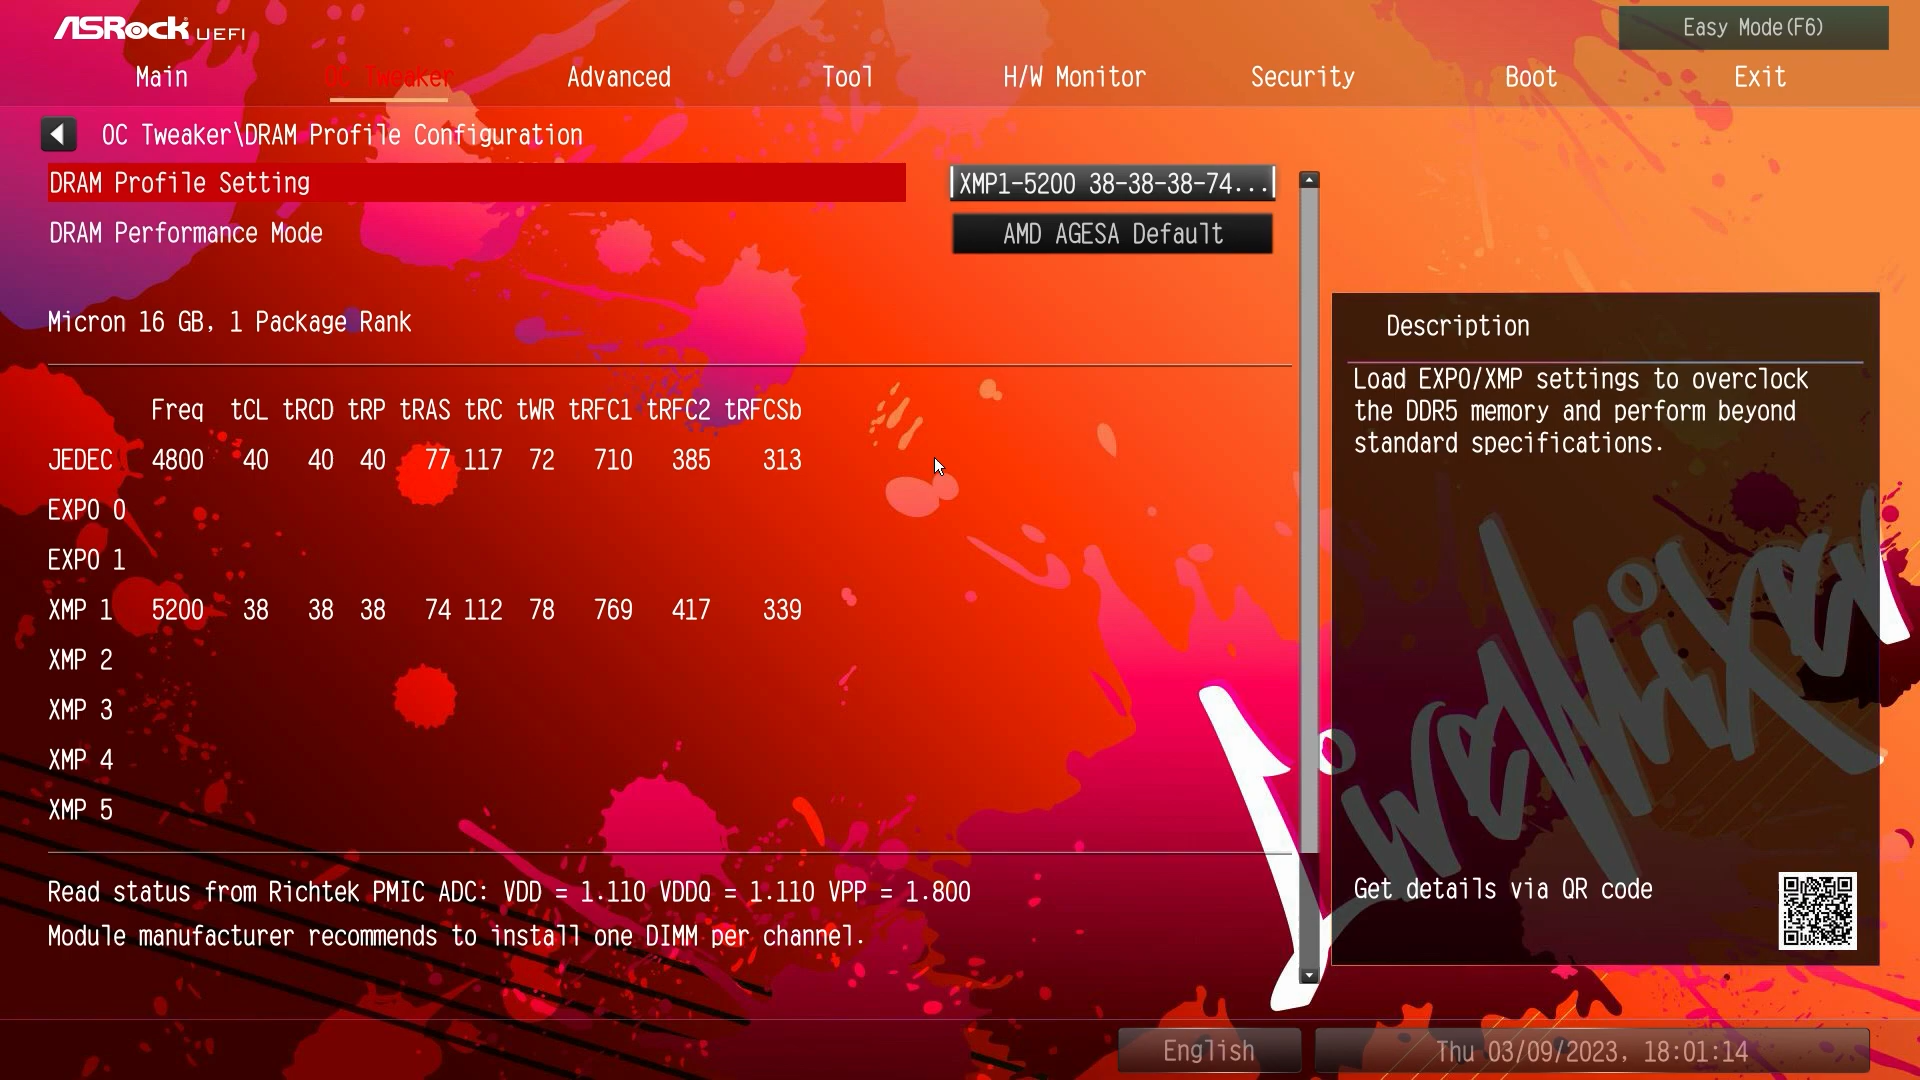 ASRock UEFI
Easy Mode(F6)
Main OC Tweaker Advanced Tool H/W Monitor Security Boot Exit
OC Tweaker\DRAM Profile Configuration
DRAM Profile Setting XMP1-5200 38-38-38-74...
DRAM Performance Mode AMD AGESA Default
Micron 16 GB, 1 Package Rank
Freq tCL tRCD tRP tRAS tRC tWR tRFC1 tRFC2 tRFCSb
JEDEC 4800 40 40 40 77 117 72 710 385 313
EXPO 0
EXPO 1
XMP 1 5200 38 38 38 74 112 78 769 417 339
XMP 2
XMP 3
XMP 4
XMP 5
Read status from Richtek PMIC ADC: VDD = 1.110 VDDQ = 1.110 VPP = 1.800
Module manufacturer recommends to install one DIMM per channel.
Description
Load EXPO/XMP settings to overclock
the DDR5 memory and perform beyond
standard specifications.
LiveMixer
Get details via QR code
English Thu 03/09/2023, 18:01:14